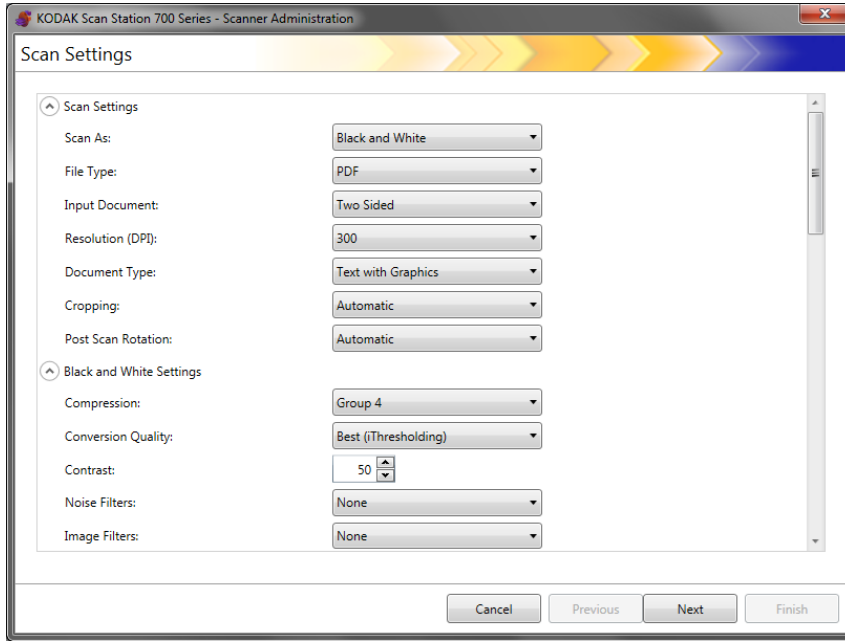 KODAK Scan Station 700 Series - Scanner Administration
Scan Settings
Scan Settings
Scan As: Black and White
File Type: PDF
Input Document: Two Sided
Resolution (DPI): 300
Document Type: Text with Graphics
Cropping: Automatic
Post Scan Rotation: Automatic
Black and White Settings
Compression: Group 4
Conversion Quality: Best (iThresholding)
Contrast: 50
Noise Filters: None
Image Filters: None
Cancel Previous Next Finish